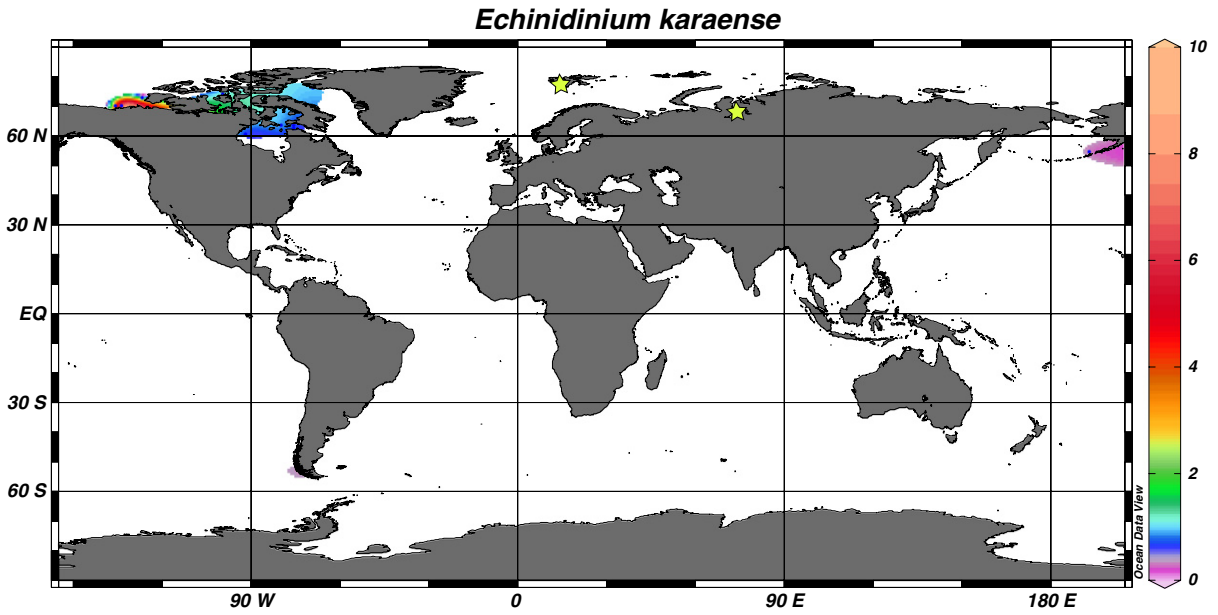 Echinidinium karaense
60 N
30 N
EQ
30 S
60 S
90 W
0
90 E
180 E
10
8
6
4
2
0
Ocean Data View